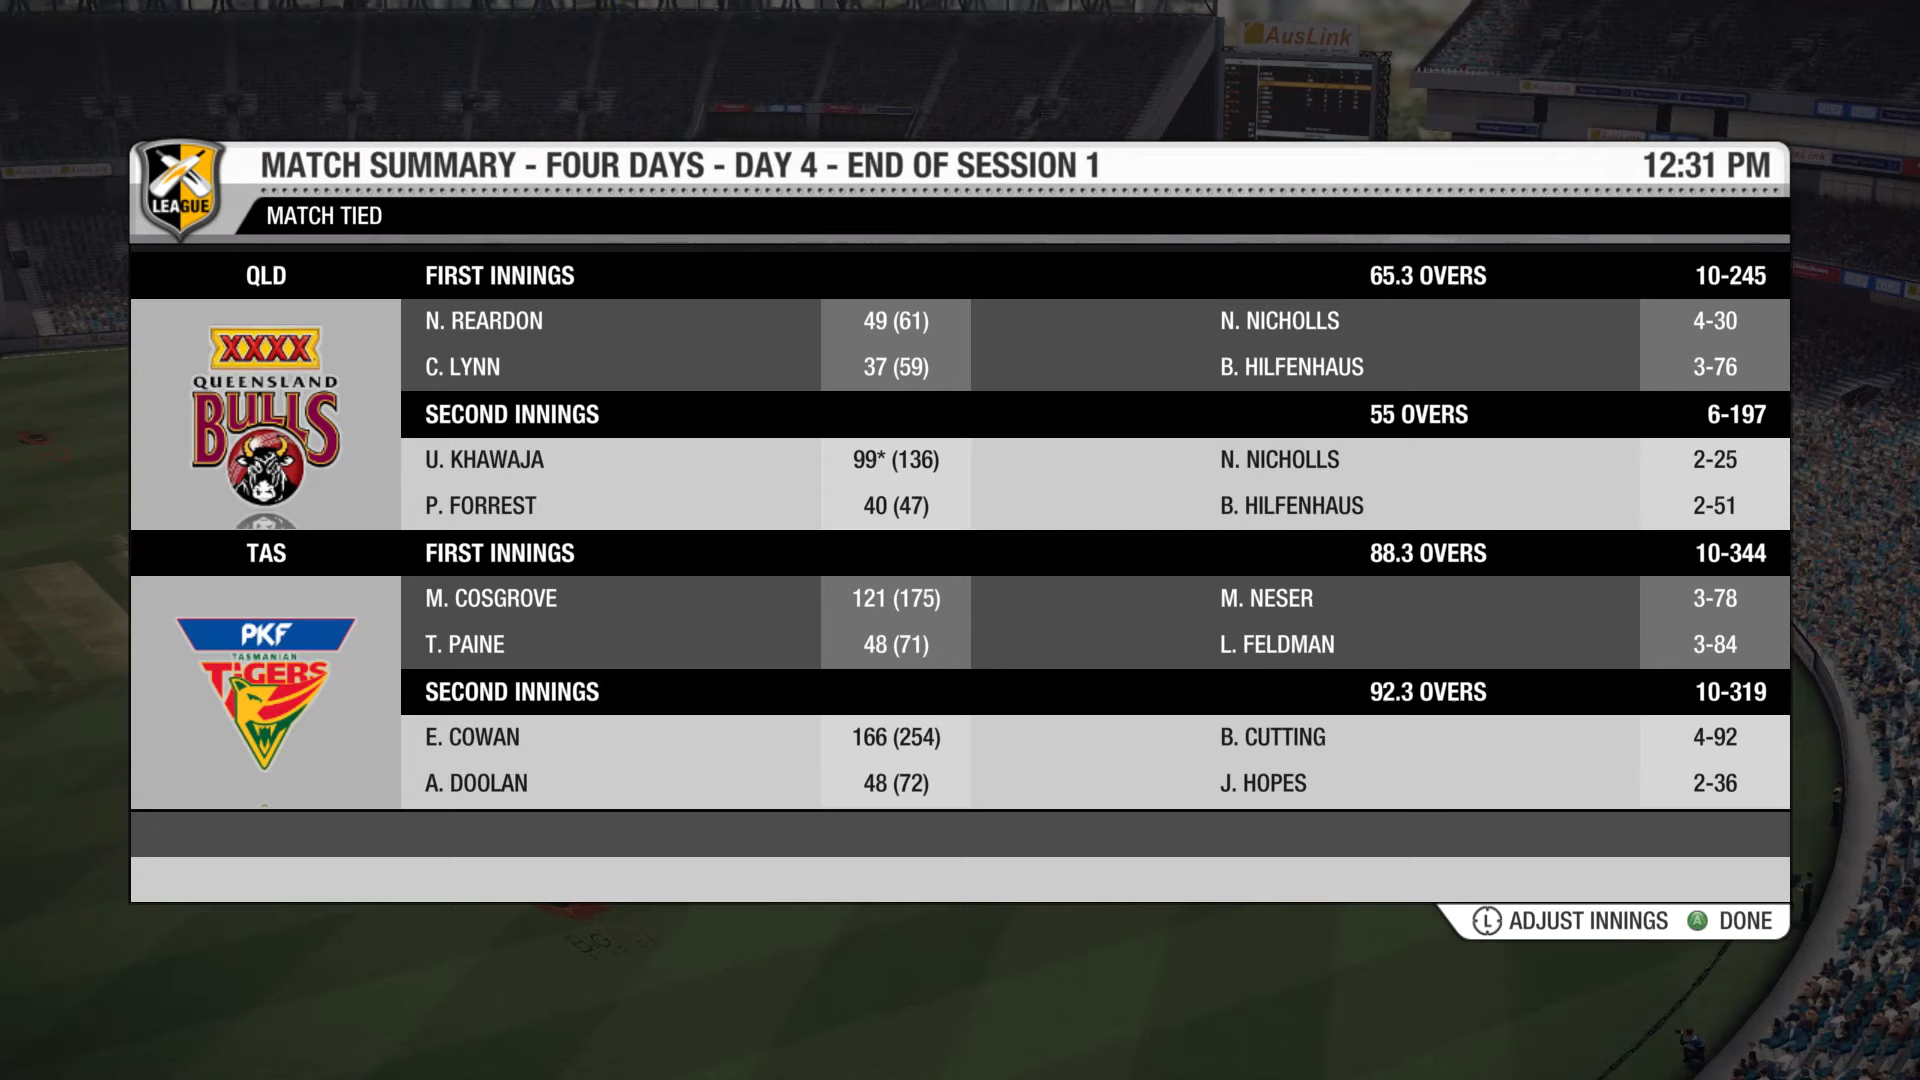 AusLink
MATCH SUMMARY - FOUR DAYS - DAY 4 - END OF SESSION 1 12:31 PM
LEAGUE
MATCH TIED
QLD FIRST INNINGS 65.3 OVERS 10-245
N. REARDON 49 (61) N. NICHOLLS 4-30
C. LYNN 37 (59) B. HILFENHAUS 3-76
XXXX
QUEENSLAND
BULLS
SECOND INNINGS 55 OVERS 6-197
U. KHAWAJA 99* (136) N. NICHOLLS 2-25
P. FORREST 40 (47) B. HILFENHAUS 2-51
TAS FIRST INNINGS 88.3 OVERS 10-344
M. COSGROVE 121 (175) M. NESER 3-78
T. PAINE 48 (71) L. FELDMAN 3-84
PKF
TASMANIAN
TIGERS
SECOND INNINGS 92.3 OVERS 10-319
E. COWAN 166 (254) B. CUTTING 4-92
A. DOOLAN 48 (72) J. HOPES 2-36
L ADJUST INNINGS A DONE